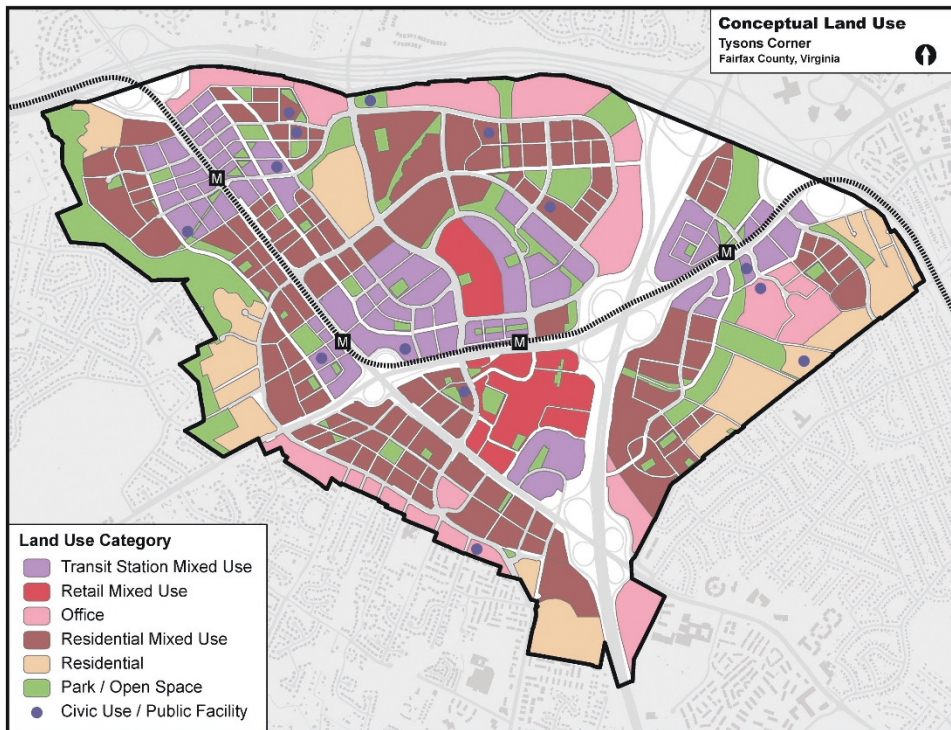 Conceptual Land Use
Tysons Corner
Fairfax County, Virginia
M
M
M
M
Land Use Category
Transit Station Mixed Use
Retail Mixed Use
Office
Residential Mixed Use
Residential
Park / Open Space
Civic Use / Public Facility